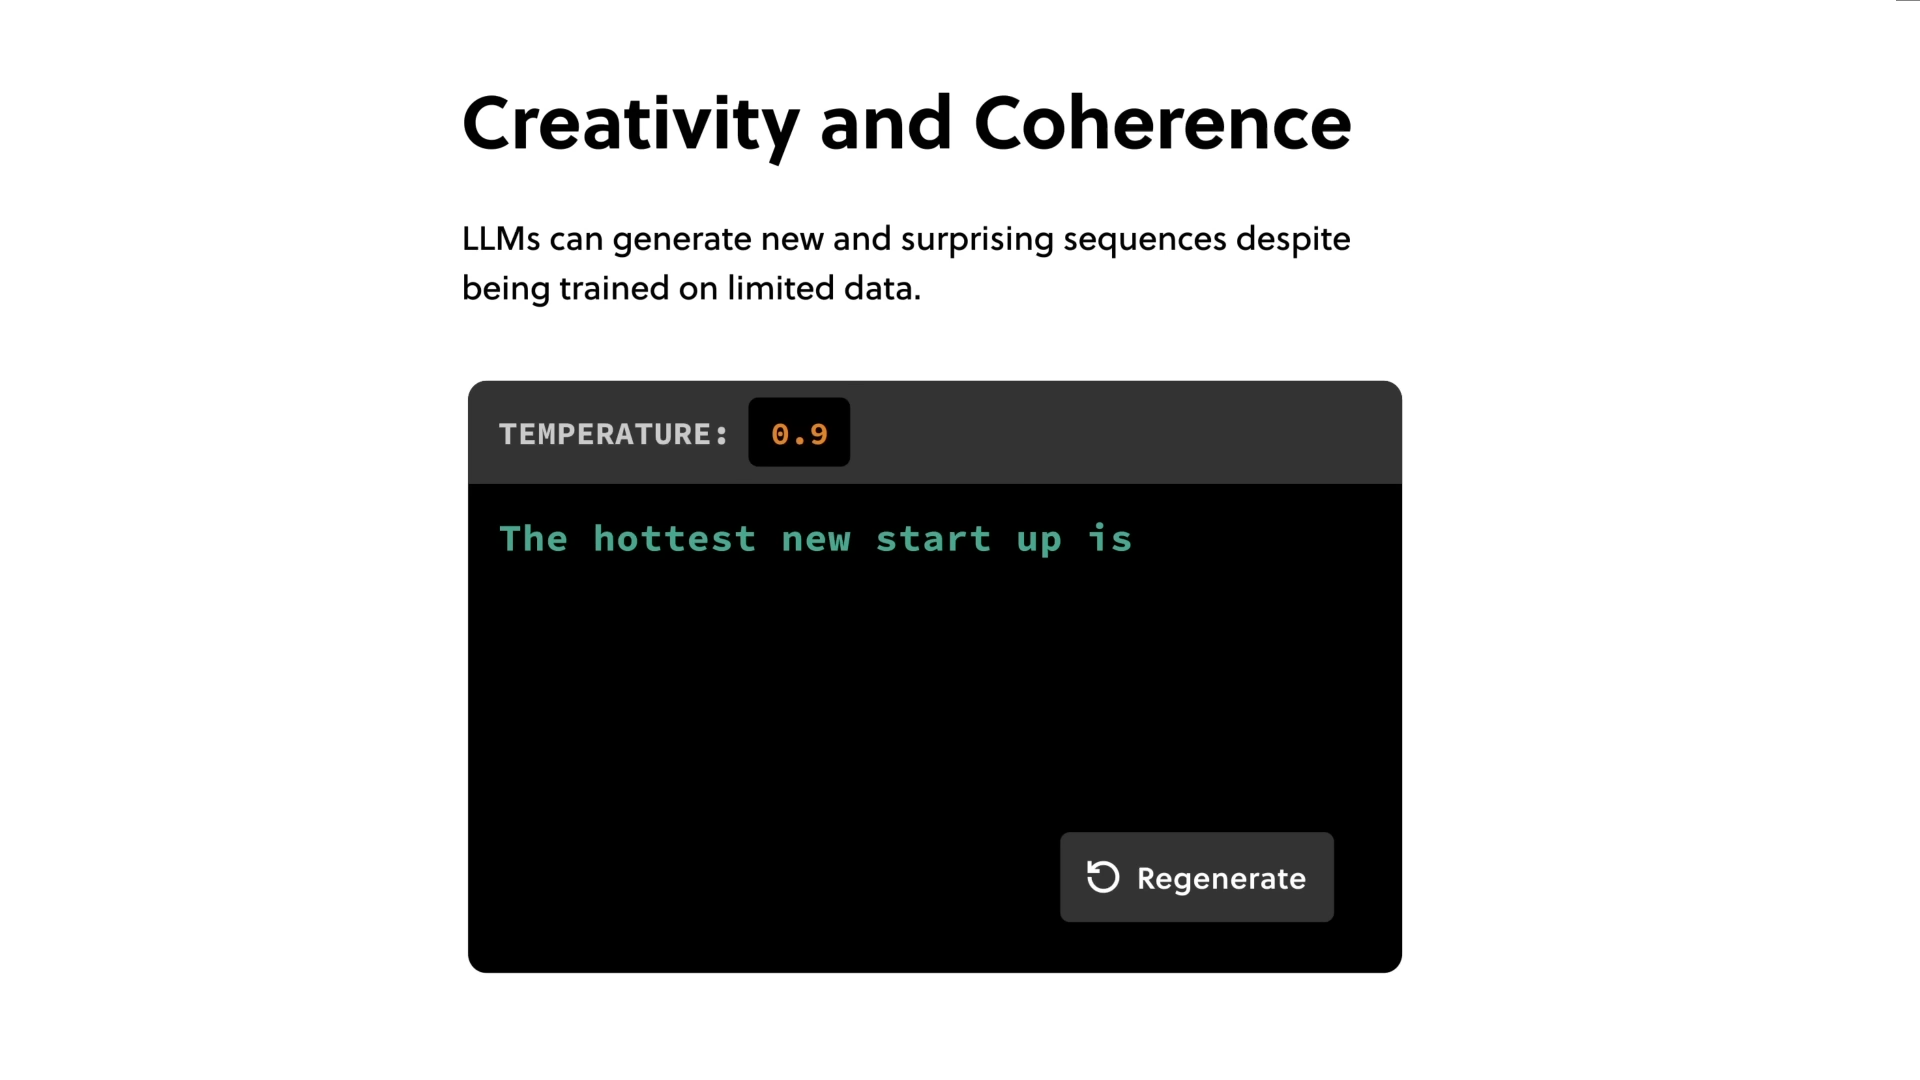 Creativity and Coherence
LLMs can generate new and surprising sequences despite
being trained on limited data.
TEMPERATURE: 0.9
The hottest new start up is
Regenerate